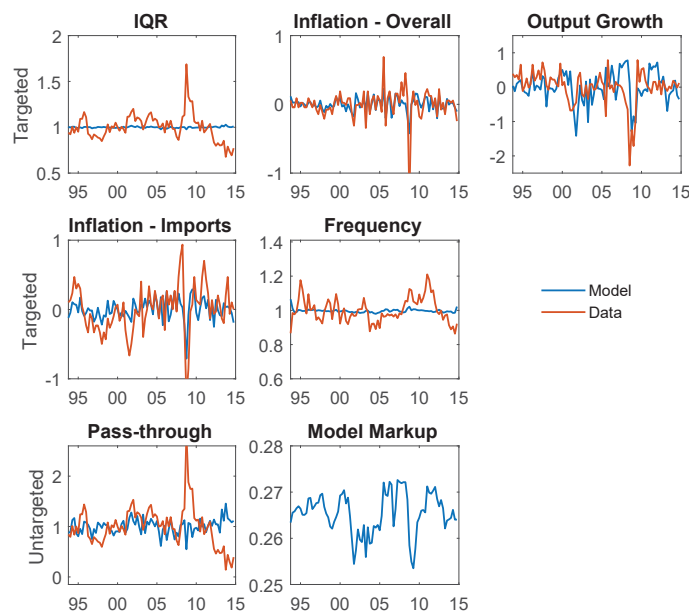 IQR
Inflation - Overall
Output Growth
Targeted
2
1.5
1
0.5
95 00 05 10 15
1
0
-1
95 00 05 10 15
0
-1
-2
95 00 05 10 15
Inflation - Imports
Frequency
Targeted
1
0
-1
95 00 05 10 15
1.4
1.2
1
0.8
0.6
95 00 05 10 15
Model
Data
Pass-through
Model Markup
Untargeted
2
1
0
95 00 05 10 15
0.28
0.27
0.26
0.25
95 00 05 10 15